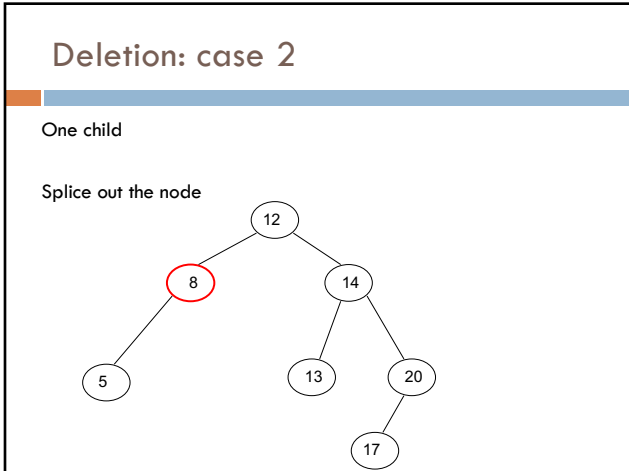 Deletion: case 2
One child
Splice out the node
12
8 14
5 13 20
17